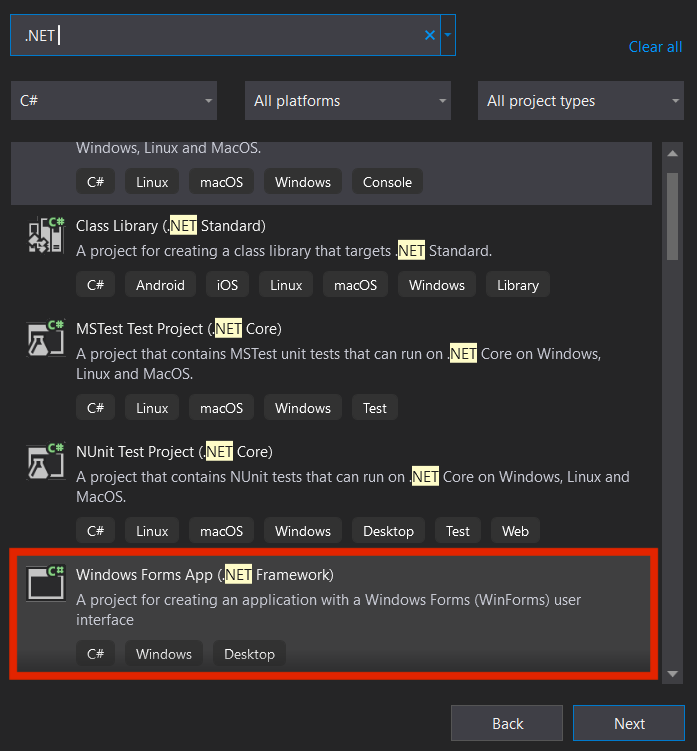 .NET
Clear all
C#
All platforms
All project types
Windows, Linux and MacOS.
C# Linux macOS Windows Console
C#
Class Library (.NET Standard)
A project for creating a class library that targets .NET Standard.
C# Android iOS Linux macOS Windows Library
C#
MSTest Test Project (.NET Core)
A project that contains MSTest unit tests that can run on .NET Core on Windows,
Linux and MacOS.
C# Linux macOS Windows Test
C#
NUnit Test Project (.NET Core)
A project that contains NUnit tests that can run on .NET Core on Windows, Linux and
MacOS.
C# Linux macOS Windows Desktop Test Web
C#
Windows Forms App (.NET Framework)
A project for creating an application with a Windows Forms (WinForms) user
interface
C# Windows Desktop
Back
Next